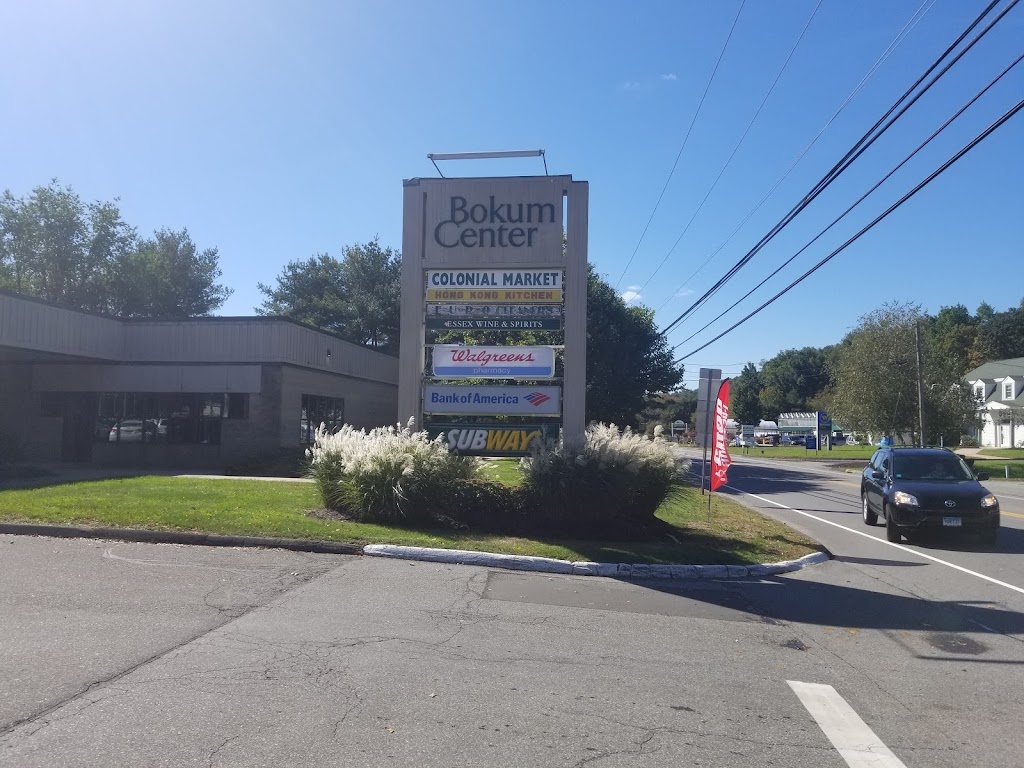 Bokum
Center
COLONIAL MARKET
HONG KONG KITCHEN
ESSEX WINE & SPIRITS
Walgreens
pharmacy
Bank of America
SUBWAY